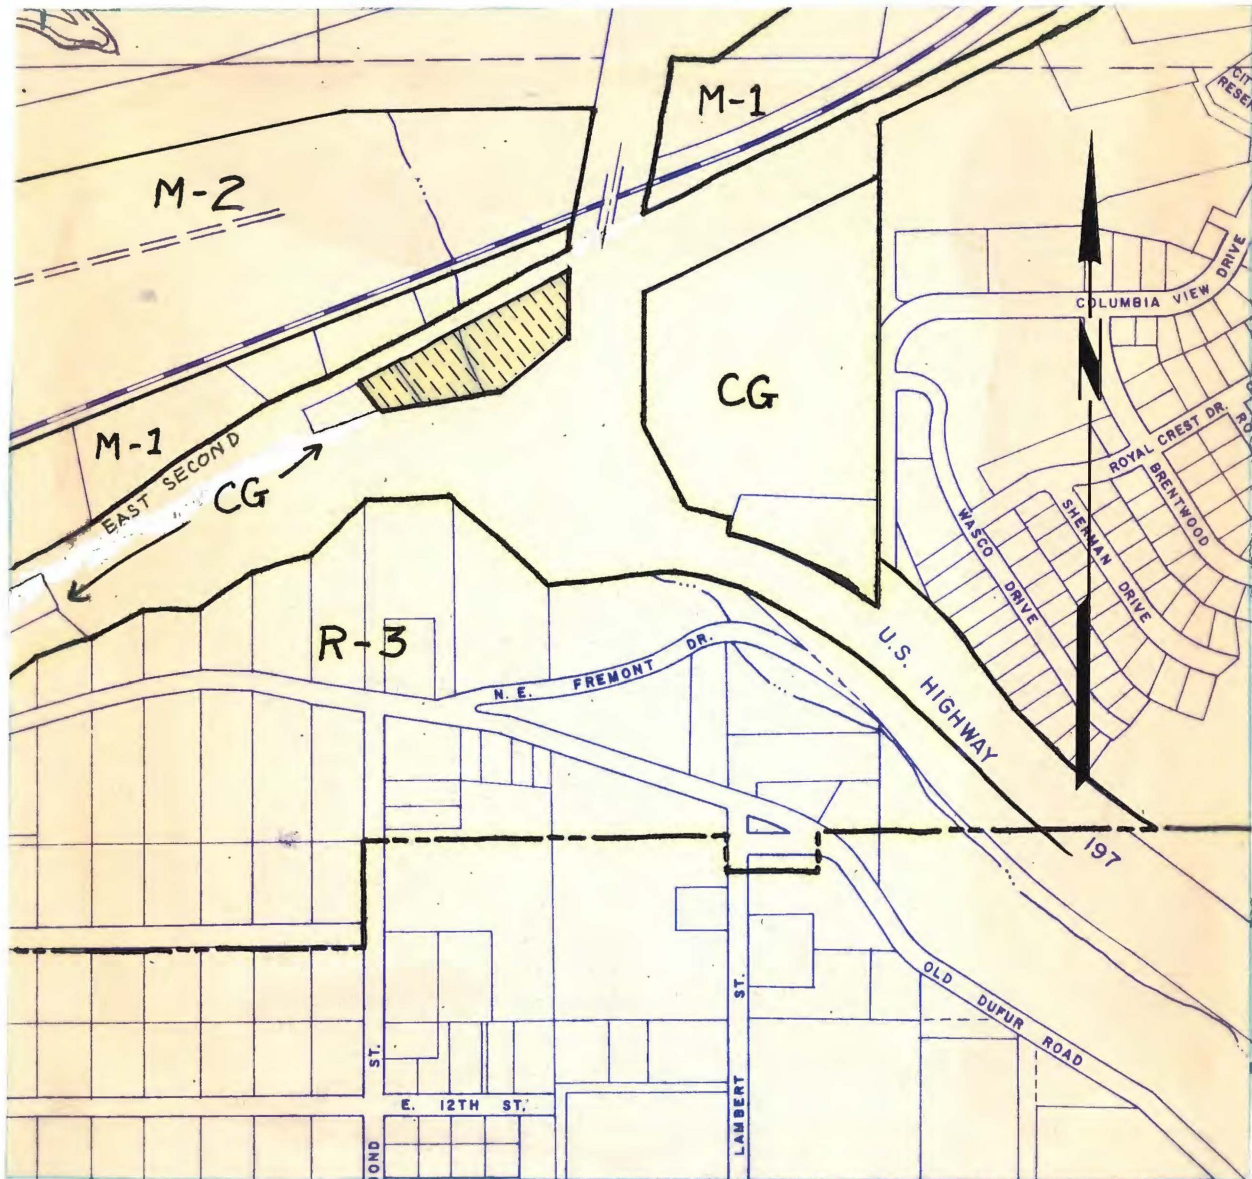 M-1
M-2
CG
COLUMBIA VIEW DRIVE
N
CG
M-1
EAST SECOND
ROYAL CREST DR.
BRENTWOOD
WASCO DRIVE
SHERMAN DRIVE
R-3
N. E. FREMONT DR.
U.S. HIGHWAY
197
OLD DUFUR ROAD
ST.
ST.
E. 12TH ST.
LAMBERT